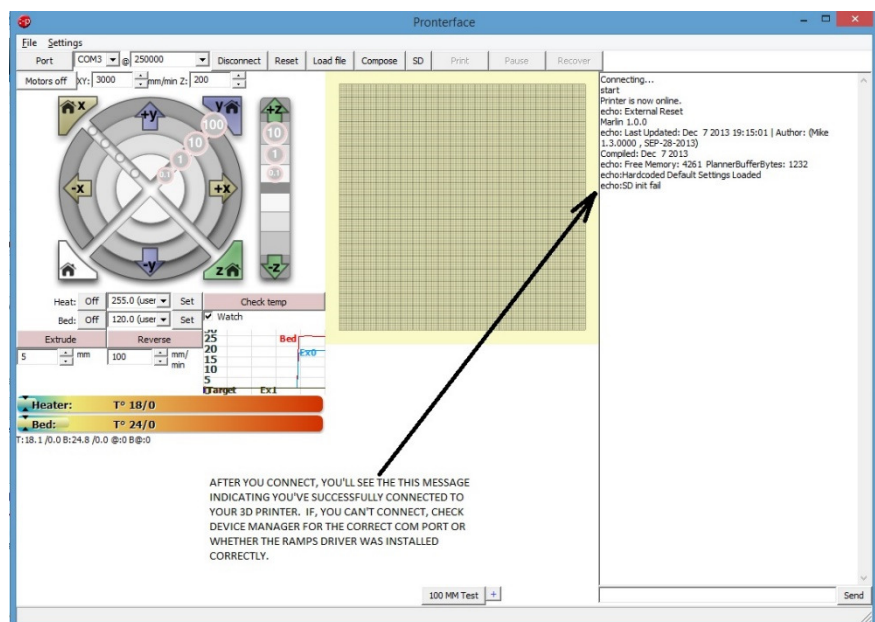 Pronterface
File Settings
Port COM3 @ 250000 Disconnect Reset Load file Compose SD Print Pause Recover
Motors off XY: 3000 mm/min Z: 200
X +y y +Z
100
10 10
1 1
0.1 0.1
-X +X
-y z -Z
Heat: Off 255.0 (user Set Check temp
Bed: Off 120.0 (user Set Watch
Extrude Reverse
5 mm 100 mm/
min
25 Bed
20 Ex0
15
10
5
Target Ex1
Heater: T° 18/0
Bed: T° 24/0
T:18.1 /0.0 B:24.8 /0.0 @:0 B@:0
Connecting...
start
Printer is now online.
echo: External Reset
Marlin 1.0.0
echo: Last Updated: Dec 7 2013 19:15:01 | Author: (Mike
1.3.0000 , SEP-28-2013)
Compiled: Dec 7 2013
echo: Free Memory: 4261 PlannerBufferBytes: 1232
echo:Hardcoded Default Settings Loaded
echo:SD init fail
AFTER YOU CONNECT, YOU'LL SEE THE THIS MESSAGE
INDICATING YOU'VE SUCCESSFULLY CONNECTED TO
YOUR 3D PRINTER. IF, YOU CAN'T CONNECT, CHECK
DEVICE MANAGER FOR THE CORRECT COM PORT OR
WHETHER THE RAMPS DRIVER WAS INSTALLED
CORRECTLY.
100 MM Test +
Send